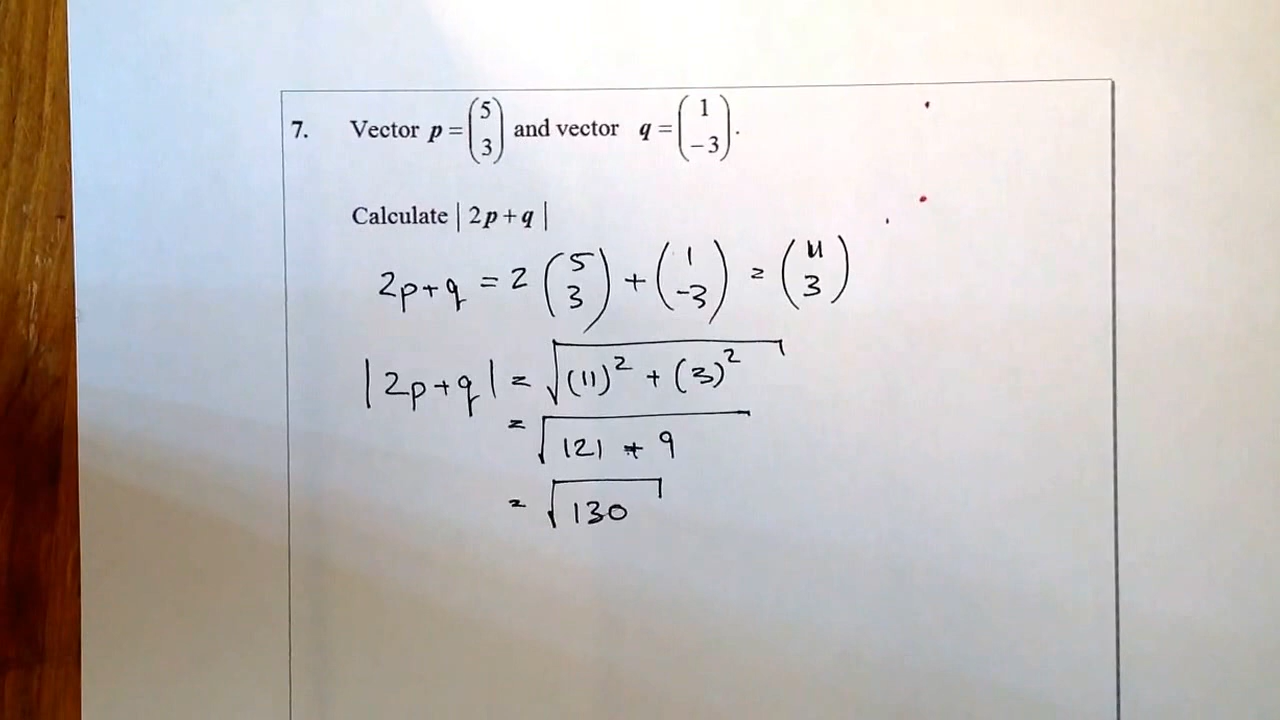 7. Vector p = (5 3) and vector q = (1 -3).
Calculate | 2p + q |
2p+q = 2 (5 3) + (1 -3) = (11 3)
|2p+q| = √(11)² + (3)²
= √121 + 9
= √130